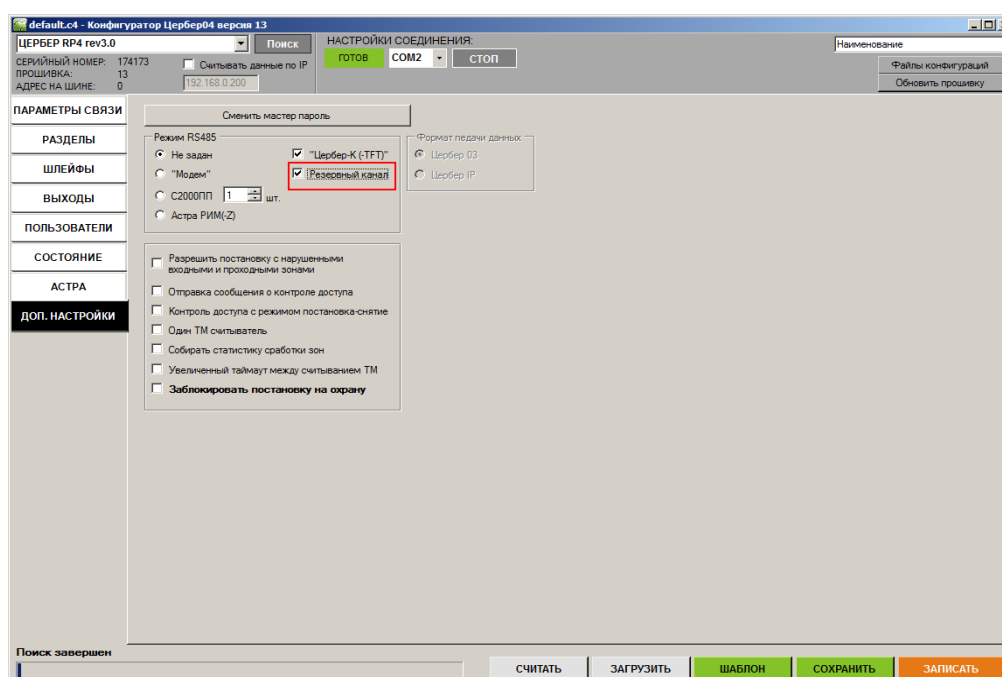 default.c4 - Конфигуратор Цербер04 версия 13
ЦЕРБЕР RP4 rev3.0
Поиск
НАСТРОЙКИ СОЕДИНЕНИЯ:
Наименование
СЕРИЙНЫЙ НОМЕР: 174173
ПРОШИВКА: 13
АДРЕС НА ШИНЕ: 0
Считывать данные по IP
192.168.0.200
ГОТОВ
COM2
СТОП
Файлы конфигураций
Обновить прошивку
ПАРАМЕТРЫ СВЯЗИ
РАЗДЕЛЫ
ШЛЕЙФЫ
ВЫХОДЫ
ПОЛЬЗОВАТЕЛИ
СОСТОЯНИЕ
АСТРА
ДОП. НАСТРОЙКИ
Сменить мастер пароль
Режим RS485
Не задан
"Цербер-К (-TFT)"
"Модем"
Резервный канал
С2000ПП 1 шт.
Астра РИМ(-Z)
Формат педачи данных
Цербер 03
Цербер IP
Разрешить постановку с нарушенными
входными и проходными зонами
Отправка сообщения о контроле доступа
Контроль доступа с режимом постановка-снятие
Один ТМ считыватель
Собирать статистику сработки зон
Увеличенный таймаут между считыванием ТМ
Заблокировать постановку на охрану
Поиск завершен
СЧИТАТЬ
ЗАГРУЗИТЬ
ШАБЛОН
СОХРАНИТЬ
ЗАПИСАТЬ